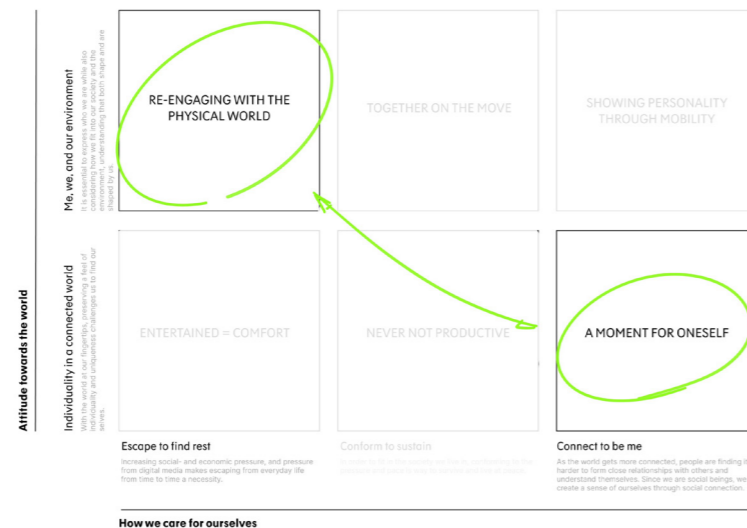 RE-ENGAGING WITH THE
PHYSICAL WORLD
TOGETHER ON THE MOVE
SHOWING PERSONALITY
THROUGH MOBILITY
Attitude towards the world
Me, we, and our environment
It is essential to express who we are while also
considering how we fit into our society and the
environment, understanding that both shape and are
shaped by us.
Individuality in a connected world
With the world at our fingertips, preserving a feel of
individuality and uniqueness challenges us to find our
selves.
ENTERTAINED = COMFORT
NEVER NOT PRODUCTIVE
A MOMENT FOR ONESELF
Escape to find rest
Increasing social- and economic pressure, and pressure
from digital media makes escaping from everyday life
from time to time a necessity.
Conform to sustain
Connect to be me
As the world gets more connected, people are finding it
harder to form close relationships with others and
understand themselves. Since we are social beings, we
create a sense of ourselves through social connection.
How we care for ourselves